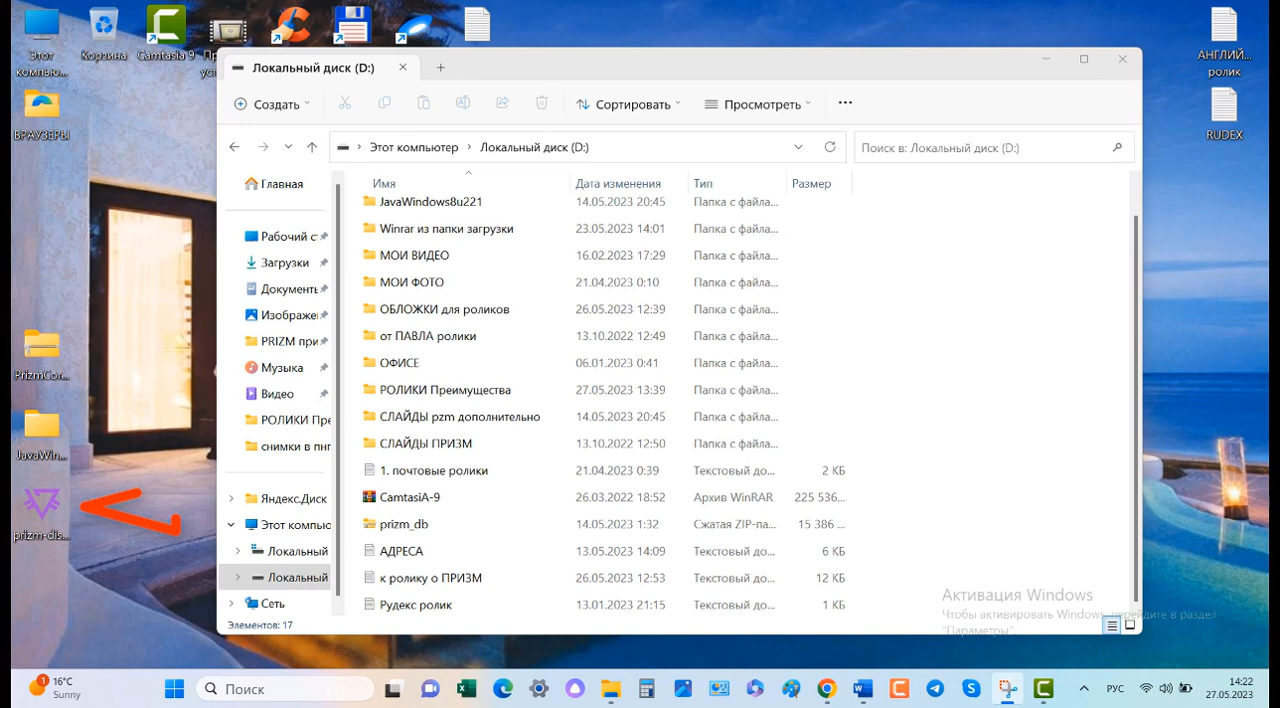 Этот
компью...
Корзина
Camtasia 9
АНГЛИЙ...
ролик
БРАУЗЕРЫ
RUDEX
PrizmCor...
JavaWin...
prizm-dis...
Локальный диск (D:)
Создать
Сортировать
Просмотреть
Этот компьютер
Локальный диск (D:)
Поиск в: Локальный диск (D:)
Главная
Рабочий ст
Загрузки
Документь
Изображен
PRIZM при
Музыка
Видео
РОЛИКИ Пре
снимки в пнг
Яндекс.Диск
Этот компью
Локальный
Локальный
Сеть
Имя Дата изменения Тип Размер
JavaWindows8u221 14.05.2023 20:45 Папка с файла...
Winrar из папки загрузки 23.05.2023 14:01 Папка с файла...
МОИ ВИДЕО 16.02.2023 17:29 Папка с файла...
МОИ ФОТО 21.04.2023 0:10 Папка с файла...
ОБЛОЖКИ для роликов 26.05.2023 12:39 Папка с файла...
от ПАВЛА ролики 13.10.2022 12:49 Папка с файла...
ОФИСЕ 06.01.2023 0:41 Папка с файла...
РОЛИКИ Преимущества 27.05.2023 13:39 Папка с файла...
СЛАЙДЫ pzm дополнительно 14.05.2023 20:45 Папка с файла...
СЛАЙДЫ ПРИЗМ 13.10.2022 12:50 Папка с файла...
1. почтовые ролики 21.04.2023 0:39 Текстовый до... 2 КБ
CamtasiA-9 26.03.2022 18:52 Архив WinRAR 225 536...
prizm_db 14.05.2023 1:32 Сжатая ZIP-па... 15 386 ...
АДРЕСА 13.05.2023 14:09 Текстовый до... 6 КБ
к ролику о ПРИЗМ 26.05.2023 12:53 Текстовый до... 12 КБ
Рудекс ролик 13.01.2023 21:15 Текстовый до... 1 КБ
Элементов: 17
Активация Windows
Чтобы активировать Windows, перейдите в раздел
"Параметры".
1
16°C
Sunny
Поиск
РУС
14:22
27.05.2023